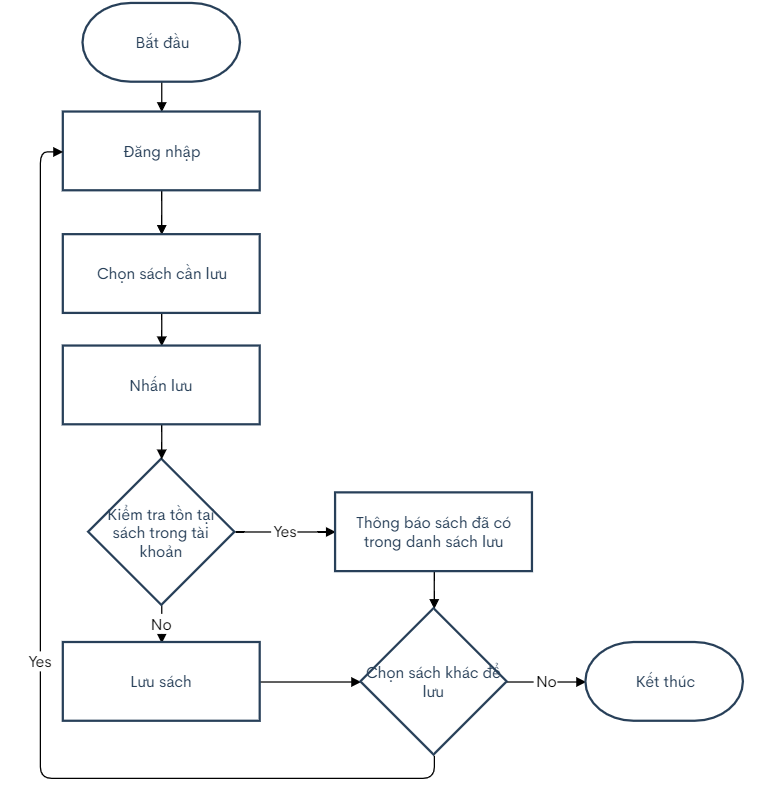 Bắt đầu
Đăng nhập
Chọn sách cần lưu
Nhấn lưu
Kiểm tra tồn tại
sách trong tài
khoản
Yes
Thông báo sách đã có
trong danh sách lưu
No
Yes
Lưu sách
Chọn sách khác để
lưu
No
Kết thúc